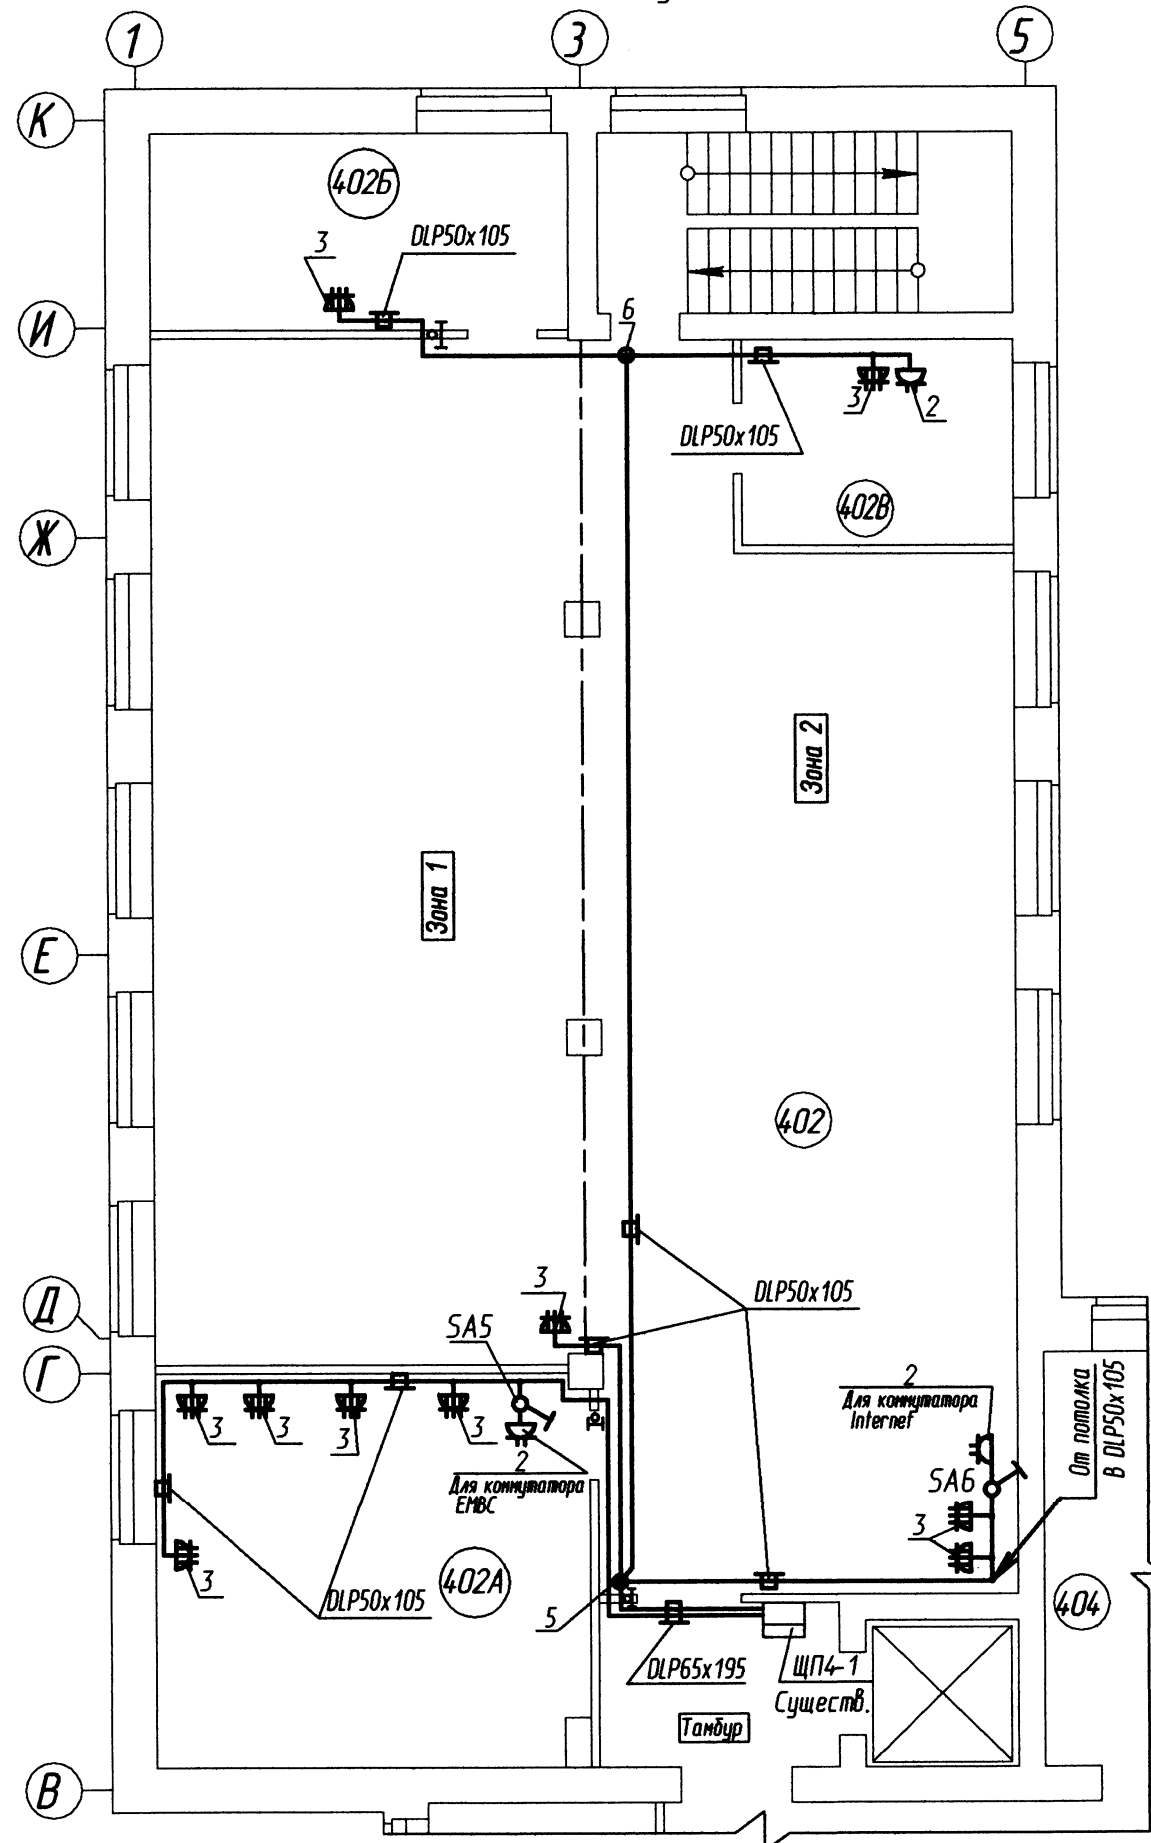 1
3
5
К
402Б
3
DLP50x105
И
6
3
2
DLP50x105
402В
Ж
Зона 2
Зона 1
Е
402
Д
3
DLP50x105
SA5
Г
2
Для коммутатора
Internet
От потолка
В DLP50x105
3
3
3
3
2
Для коммутатора
ЕМВС
SA6
3
3
402А
DLP50x105
5
404
DLP65x195
ЩП4-1
Существ.
Тамбур
В